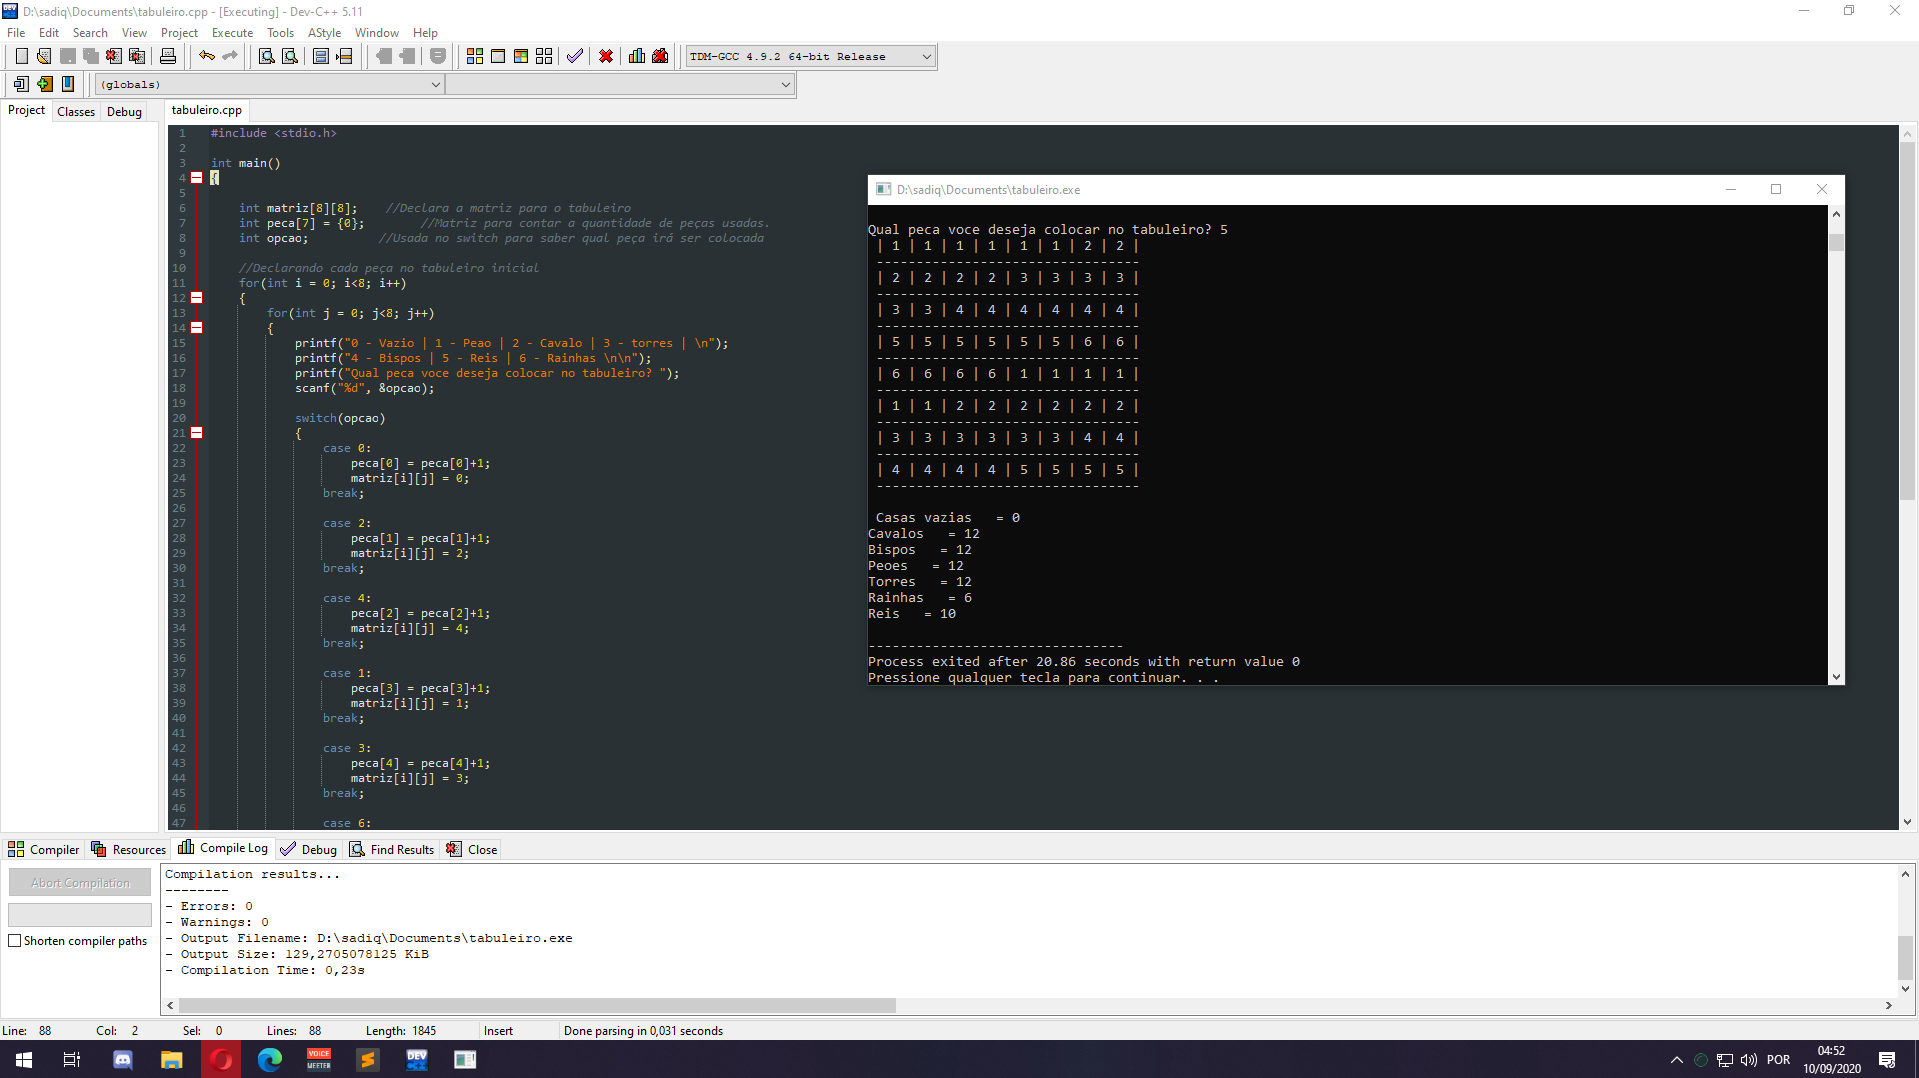 D:\sadiq\Documents\tabuleiro.cpp - [Executing] - Dev-C++ 5.11
File Edit Search View Project Execute Tools AStyle Window Help
TDM-GCC 4.9.2 64-bit Release
(globals)
Project Classes Debug
tabuleiro.cpp
1 #include <stdio.h>
2
3 int main()
4 {
5
6 int matriz[8][8]; //Declara a matriz para o tabuleiro
7 int peca[7] = {0}; //Matriz para contar a quantidade de peças usadas.
8 int opcao; //Usada no switch para saber qual peça irá ser colocada
9
10 //Declarando cada peça no tabuleiro inicial
11 for(int i = 0; i<8; i++)
12 {
13 for(int j = 0; j<8; j++)
14 {
15 printf("0 - Vazio | 1 - Peao | 2 - Cavalo | 3 - torres | \n");
16 printf("4 - Bispos | 5 - Reis | 6 - Rainhas \n\n");
17 printf("Qual peca voce deseja colocar no tabuleiro? ");
18 scanf("%d", &opcao);
19
20 switch(opcao)
21 {
22 case 0:
23 peca[0] = peca[0]+1;
24 matriz[i][j] = 0;
25 break;
26
27 case 2:
28 peca[1] = peca[1]+1;
29 matriz[i][j] = 2;
30 break;
31
32 case 4:
33 peca[2] = peca[2]+1;
34 matriz[i][j] = 4;
35 break;
36
37 case 1:
38 peca[3] = peca[3]+1;
39 matriz[i][j] = 1;
40 break;
41
42 case 3:
43 peca[4] = peca[4]+1;
44 matriz[i][j] = 3;
45 break;
46
47 case 6:
D:\sadiq\Documents\tabuleiro.exe
Qual peca voce deseja colocar no tabuleiro? 5
| 1 | 1 | 1 | 1 | 1 | 1 | 2 | 2 |
---------------------------------
| 2 | 2 | 2 | 2 | 3 | 3 | 3 | 3 |
---------------------------------
| 3 | 3 | 4 | 4 | 4 | 4 | 4 | 4 |
---------------------------------
| 5 | 5 | 5 | 5 | 5 | 5 | 6 | 6 |
---------------------------------
| 6 | 6 | 6 | 6 | 1 | 1 | 1 | 1 |
---------------------------------
| 1 | 1 | 2 | 2 | 2 | 2 | 2 | 2 |
---------------------------------
| 3 | 3 | 3 | 3 | 3 | 3 | 4 | 4 |
---------------------------------
| 4 | 4 | 4 | 4 | 5 | 5 | 5 | 5 |
---------------------------------
Casas vazias = 0
Cavalos = 12
Bispos = 12
Peoes = 12
Torres = 12
Rainhas = 6
Reis = 10
--------------------------------
Process exited after 20.86 seconds with return value 0
Pressione qualquer tecla para continuar. . .
Compiler Resources Compile Log Debug Find Results Close
Abort Compilation
Shorten compiler paths
Compilation results...
--------
- Errors: 0
- Warnings: 0
- Output Filename: D:\sadiq\Documents\tabuleiro.exe
- Output Size: 129,2705078125 KiB
- Compilation Time: 0,23s
Line: 88 Col: 2 Sel: 0 Lines: 88 Length: 1845 Insert Done parsing in 0,031 seconds
VOICE
MEETER
DEV
C++
POR
04:52
10/09/2020